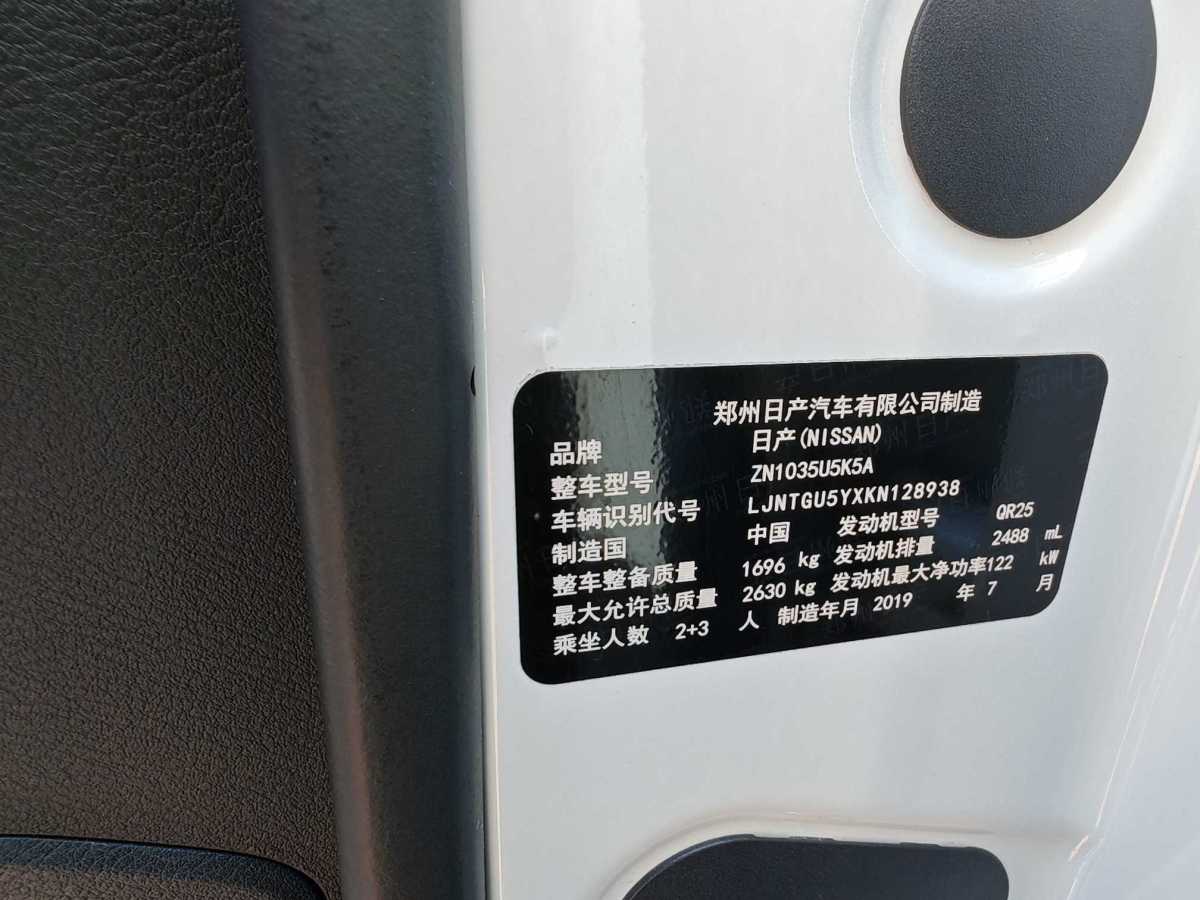 郑州日产汽车有限公司制造
品牌 日产(NISSAN)
整车型号 ZN1035U5K5A
车辆识别代号 LJNTGU5YXKN128938
制造国 中国 发动机型号 QR25
整车整备质量 1696 kg 发动机排量 2488 mL
最大允许总质量 2630 kg 发动机最大净功率122 kW
乘坐人数 2+3 人 制造年月 2019 年 7 月